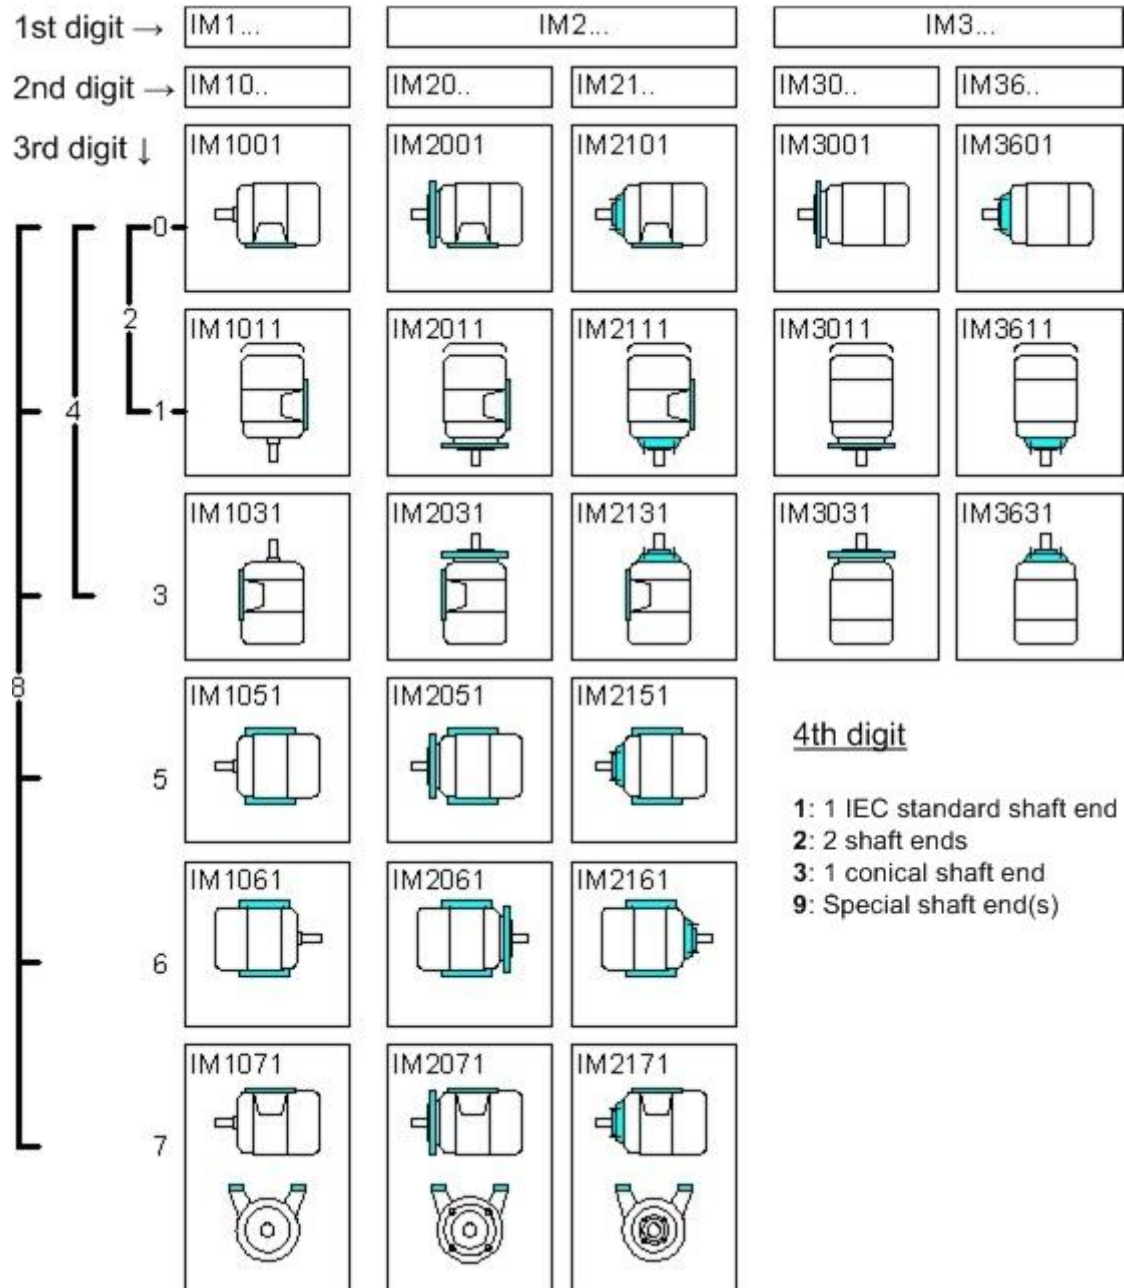 1st digit → IM1... IM2... IM3...
2nd digit → IM10.. IM20.. IM21.. IM30.. IM36..
3rd digit ↓
IM1001 IM2001 IM2101 IM3001 IM3601
0
2
IM1011 IM2011 IM2111 IM3011 IM3611
4 1
IM1031 IM2031 IM2131 IM3031 IM3631
3
8
IM1051 IM2051 IM2151
5
4th digit
1: 1 IEC standard shaft end
2: 2 shaft ends
3: 1 conical shaft end
9: Special shaft end(s)
IM1061 IM2061 IM2161
6
IM1071 IM2071 IM2171
7